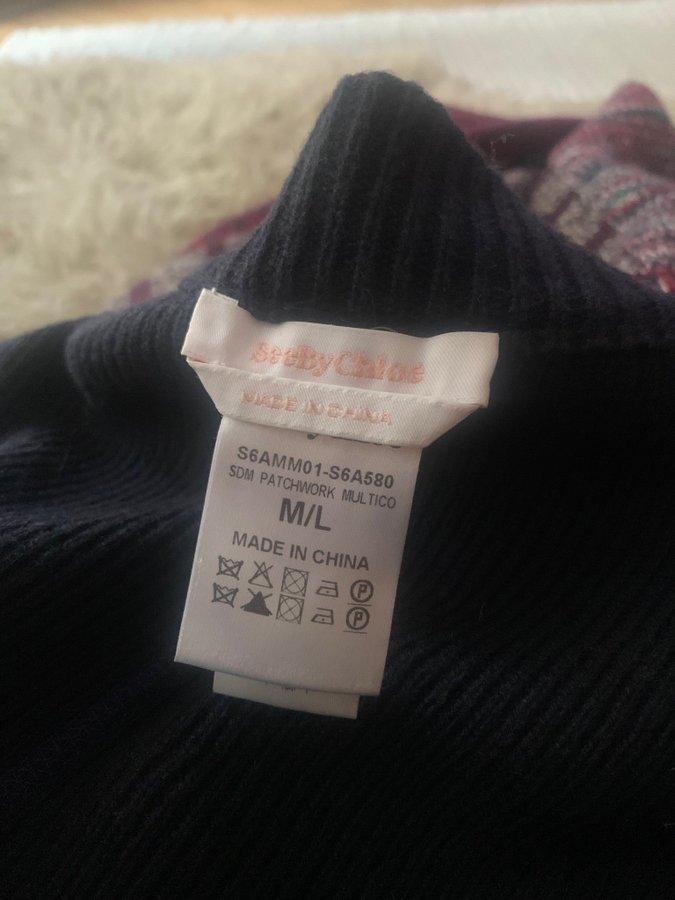 SeeByChloé
MADE IN CHINA
S6AMM01-S6A580
SDM PATCHWORK MULTICO
M/L
MADE IN CHINA
P
P